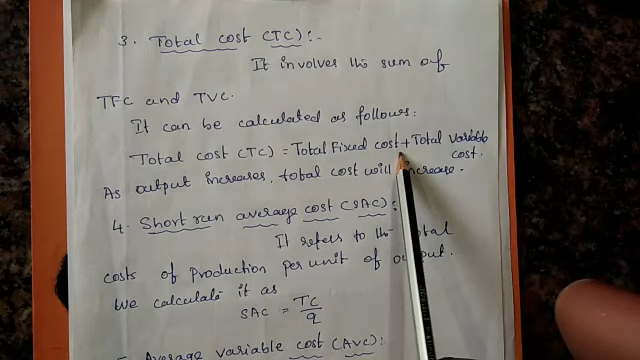 3. Total cost (TC) :-
It involves the sum of
TFC and TVC.
It can be calculated as follows:
Total cost (TC) = Total Fixed cost + Total variable
cost.
As output increases, total cost will increase.
4. Short run average cost (SAC) :
It refers to the total
costs of production per unit of output.
We calculate it as
SAC = TC/q
Average variable cost (AVC) :